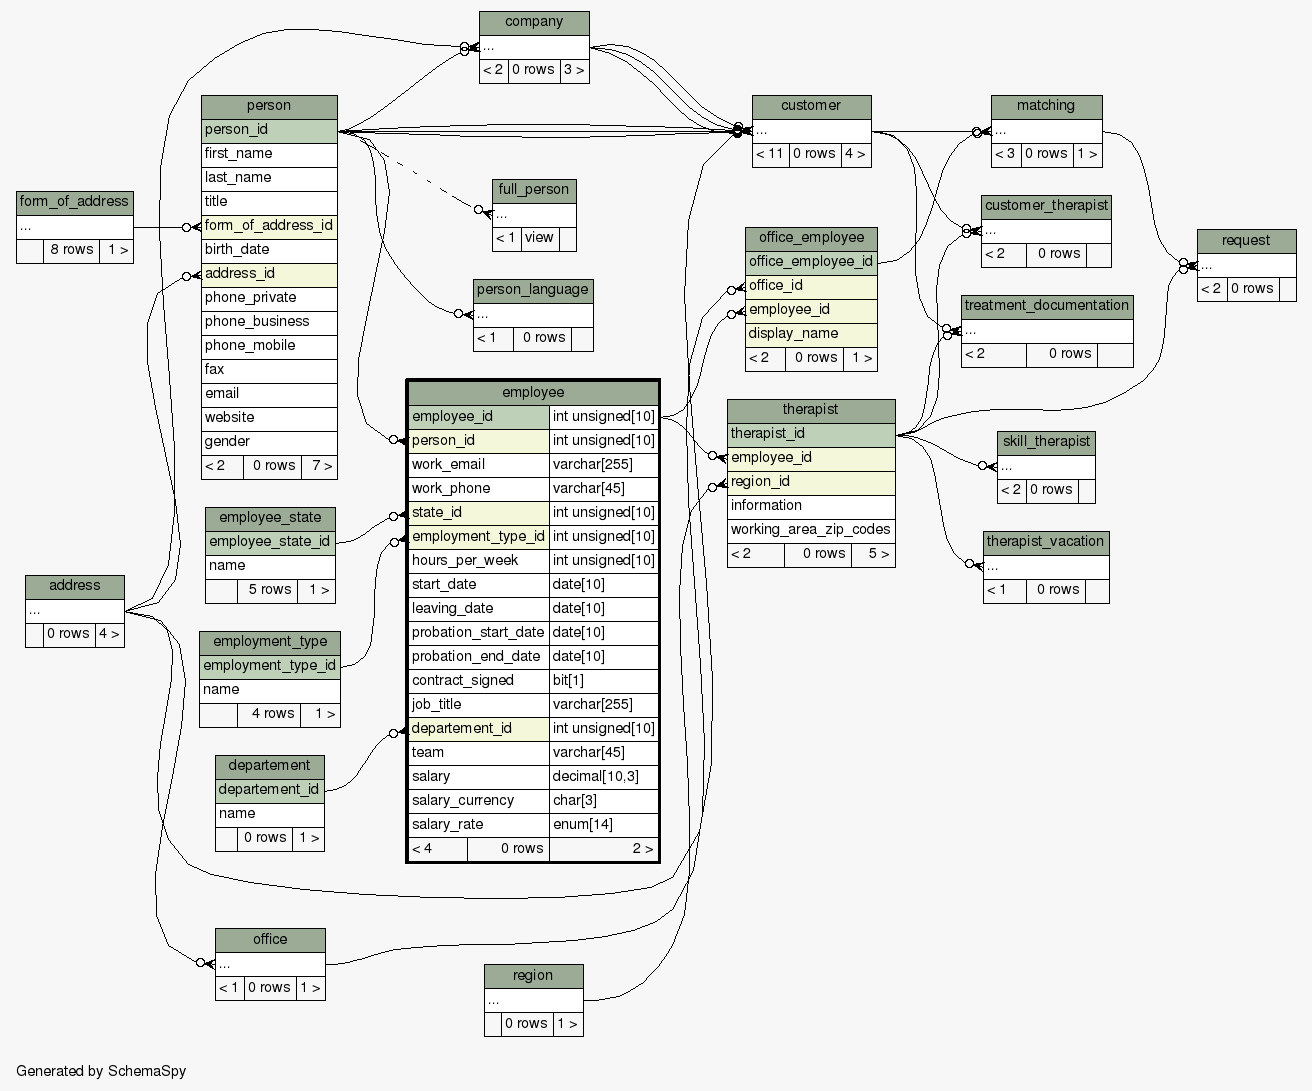 company
...
< 2 0 rows 3 >
person
person_id
first_name
last_name
title
form_of_address_id
birth_date
address_id
phone_private
phone_business
phone_mobile
fax
email
website
gender
< 2 0 rows 7 >
customer
...
< 11 0 rows 4 >
matching
...
< 3 0 rows 1 >
form_of_address
...
8 rows 1 >
full_person
...
< 1 view
customer_therapist
...
< 2 0 rows
office_employee
office_employee_id
office_id
employee_id
display_name
< 2 0 rows 1 >
request
...
< 2 0 rows
person_language
...
< 1 0 rows
treatment_documentation
...
< 2 0 rows
employee
employee_id int unsigned[10]
person_id int unsigned[10]
work_email varchar[255]
work_phone varchar[45]
state_id int unsigned[10]
employment_type_id int unsigned[10]
hours_per_week int unsigned[10]
start_date date[10]
leaving_date date[10]
probation_start_date date[10]
probation_end_date date[10]
contract_signed bit[1]
job_title varchar[255]
departement_id int unsigned[10]
team varchar[45]
salary decimal[10,3]
salary_currency char[3]
salary_rate enum[14]
< 4 0 rows 2 >
therapist
therapist_id
employee_id
region_id
information
working_area_zip_codes
< 2 0 rows 5 >
skill_therapist
...
< 2 0 rows
employee_state
employee_state_id
name
5 rows 1 >
therapist_vacation
...
< 1 0 rows
address
...
0 rows 4 >
employment_type
employment_type_id
name
4 rows 1 >
departement
departement_id
name
0 rows 1 >
office
...
< 1 0 rows 1 >
region
...
0 rows 1 >
Generated by SchemaSpy